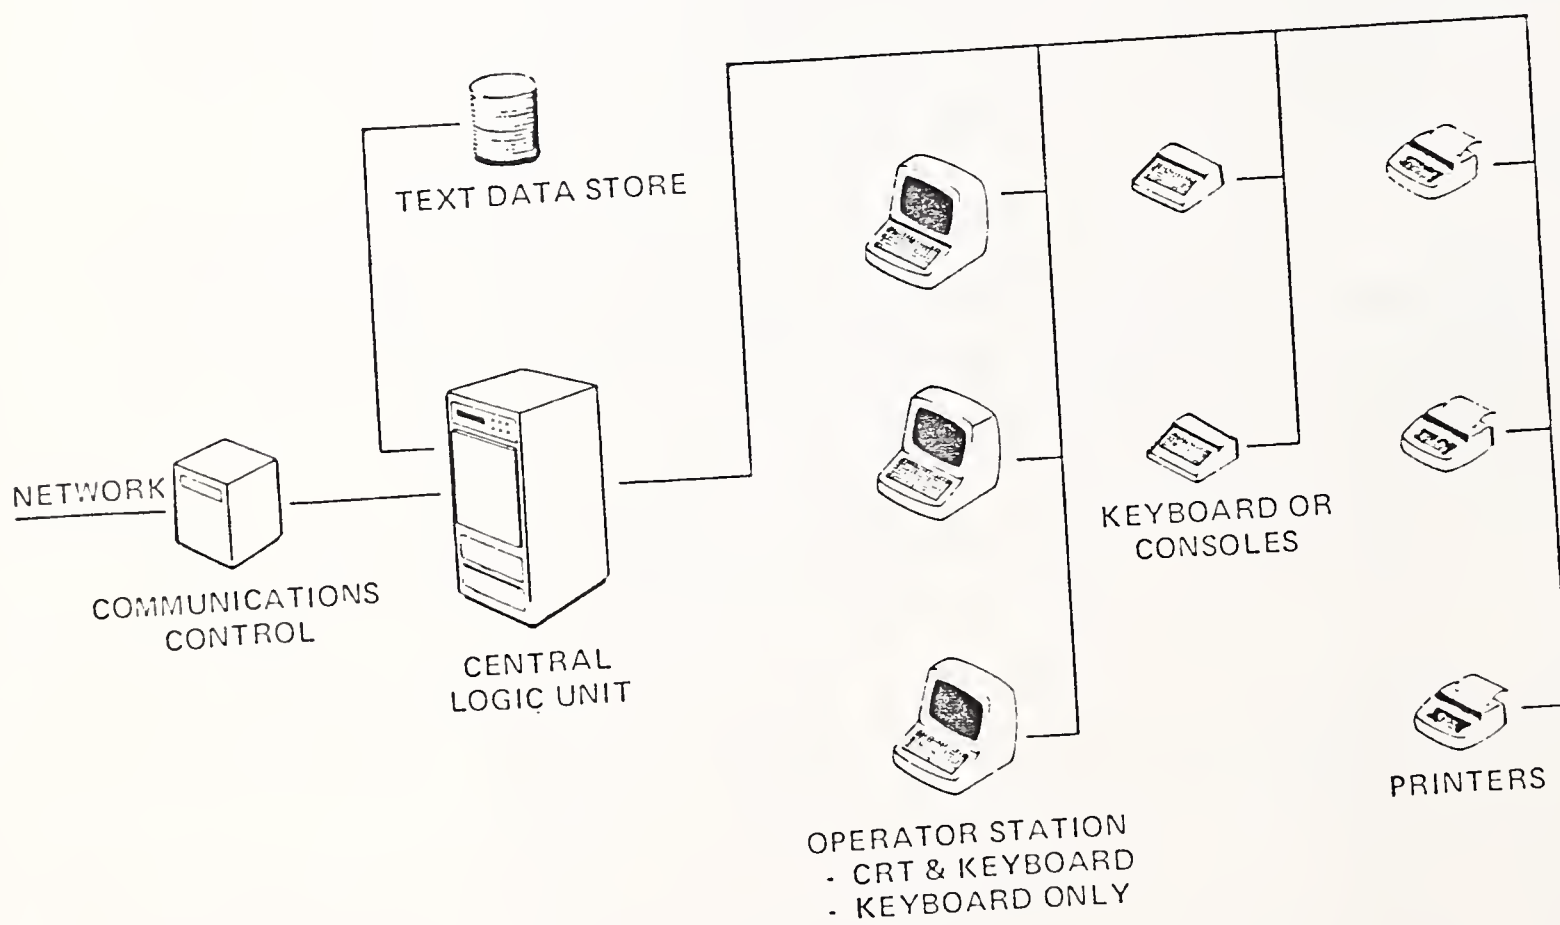 TEXT DATA STORE
NETWORK
COMMUNICATIONS
CONTROL
CENTRAL
LOGIC UNIT
KEYBOARD OR
CONSOLES
OPERATOR STATION
- CRT & KEYBOARD
- KEYBOARD ONLY
PRINTERS